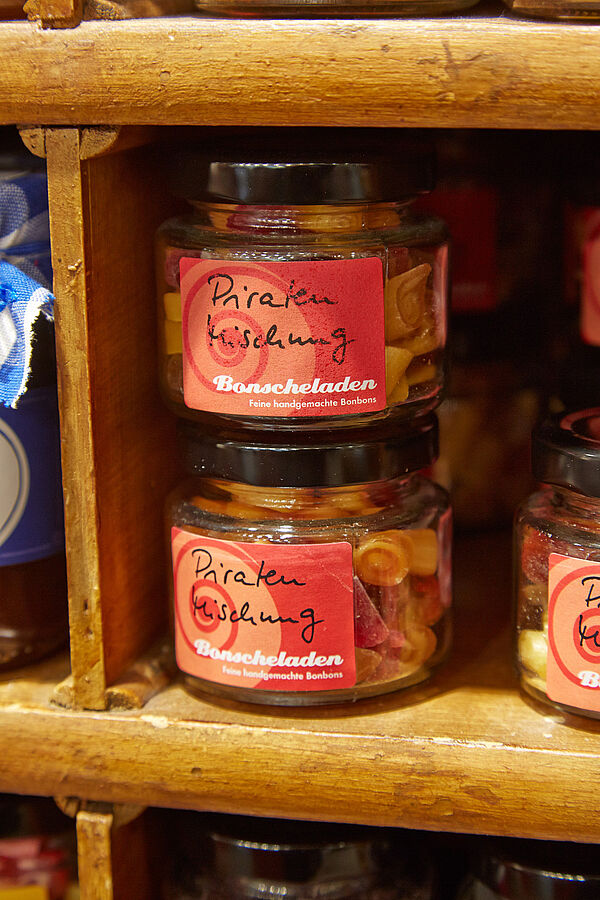 Piraten
Mischung
Bonscheladen
Feine handgemachte Bonbons
Piraten
Mischung
Bonscheladen
Feine handgemachte Bonbons